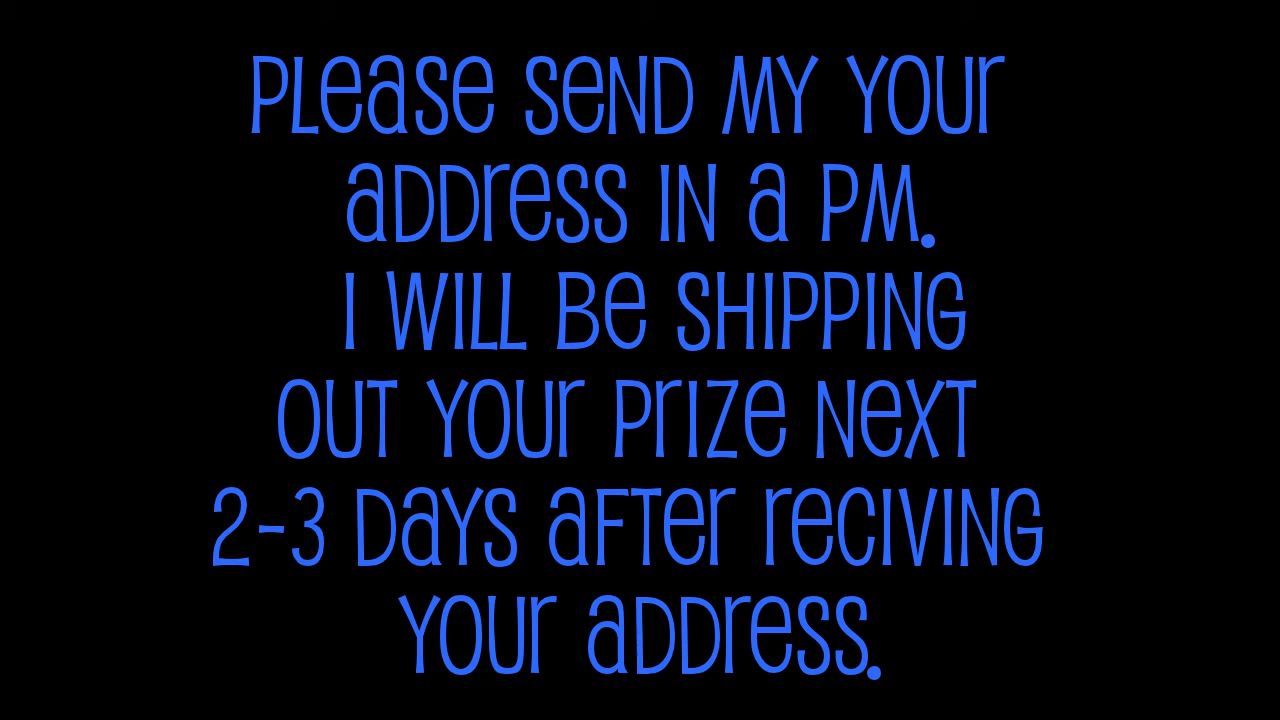 Please send my your
address in a PM.
I will be shipping
out your prize next
2-3 days after reciving
your address.